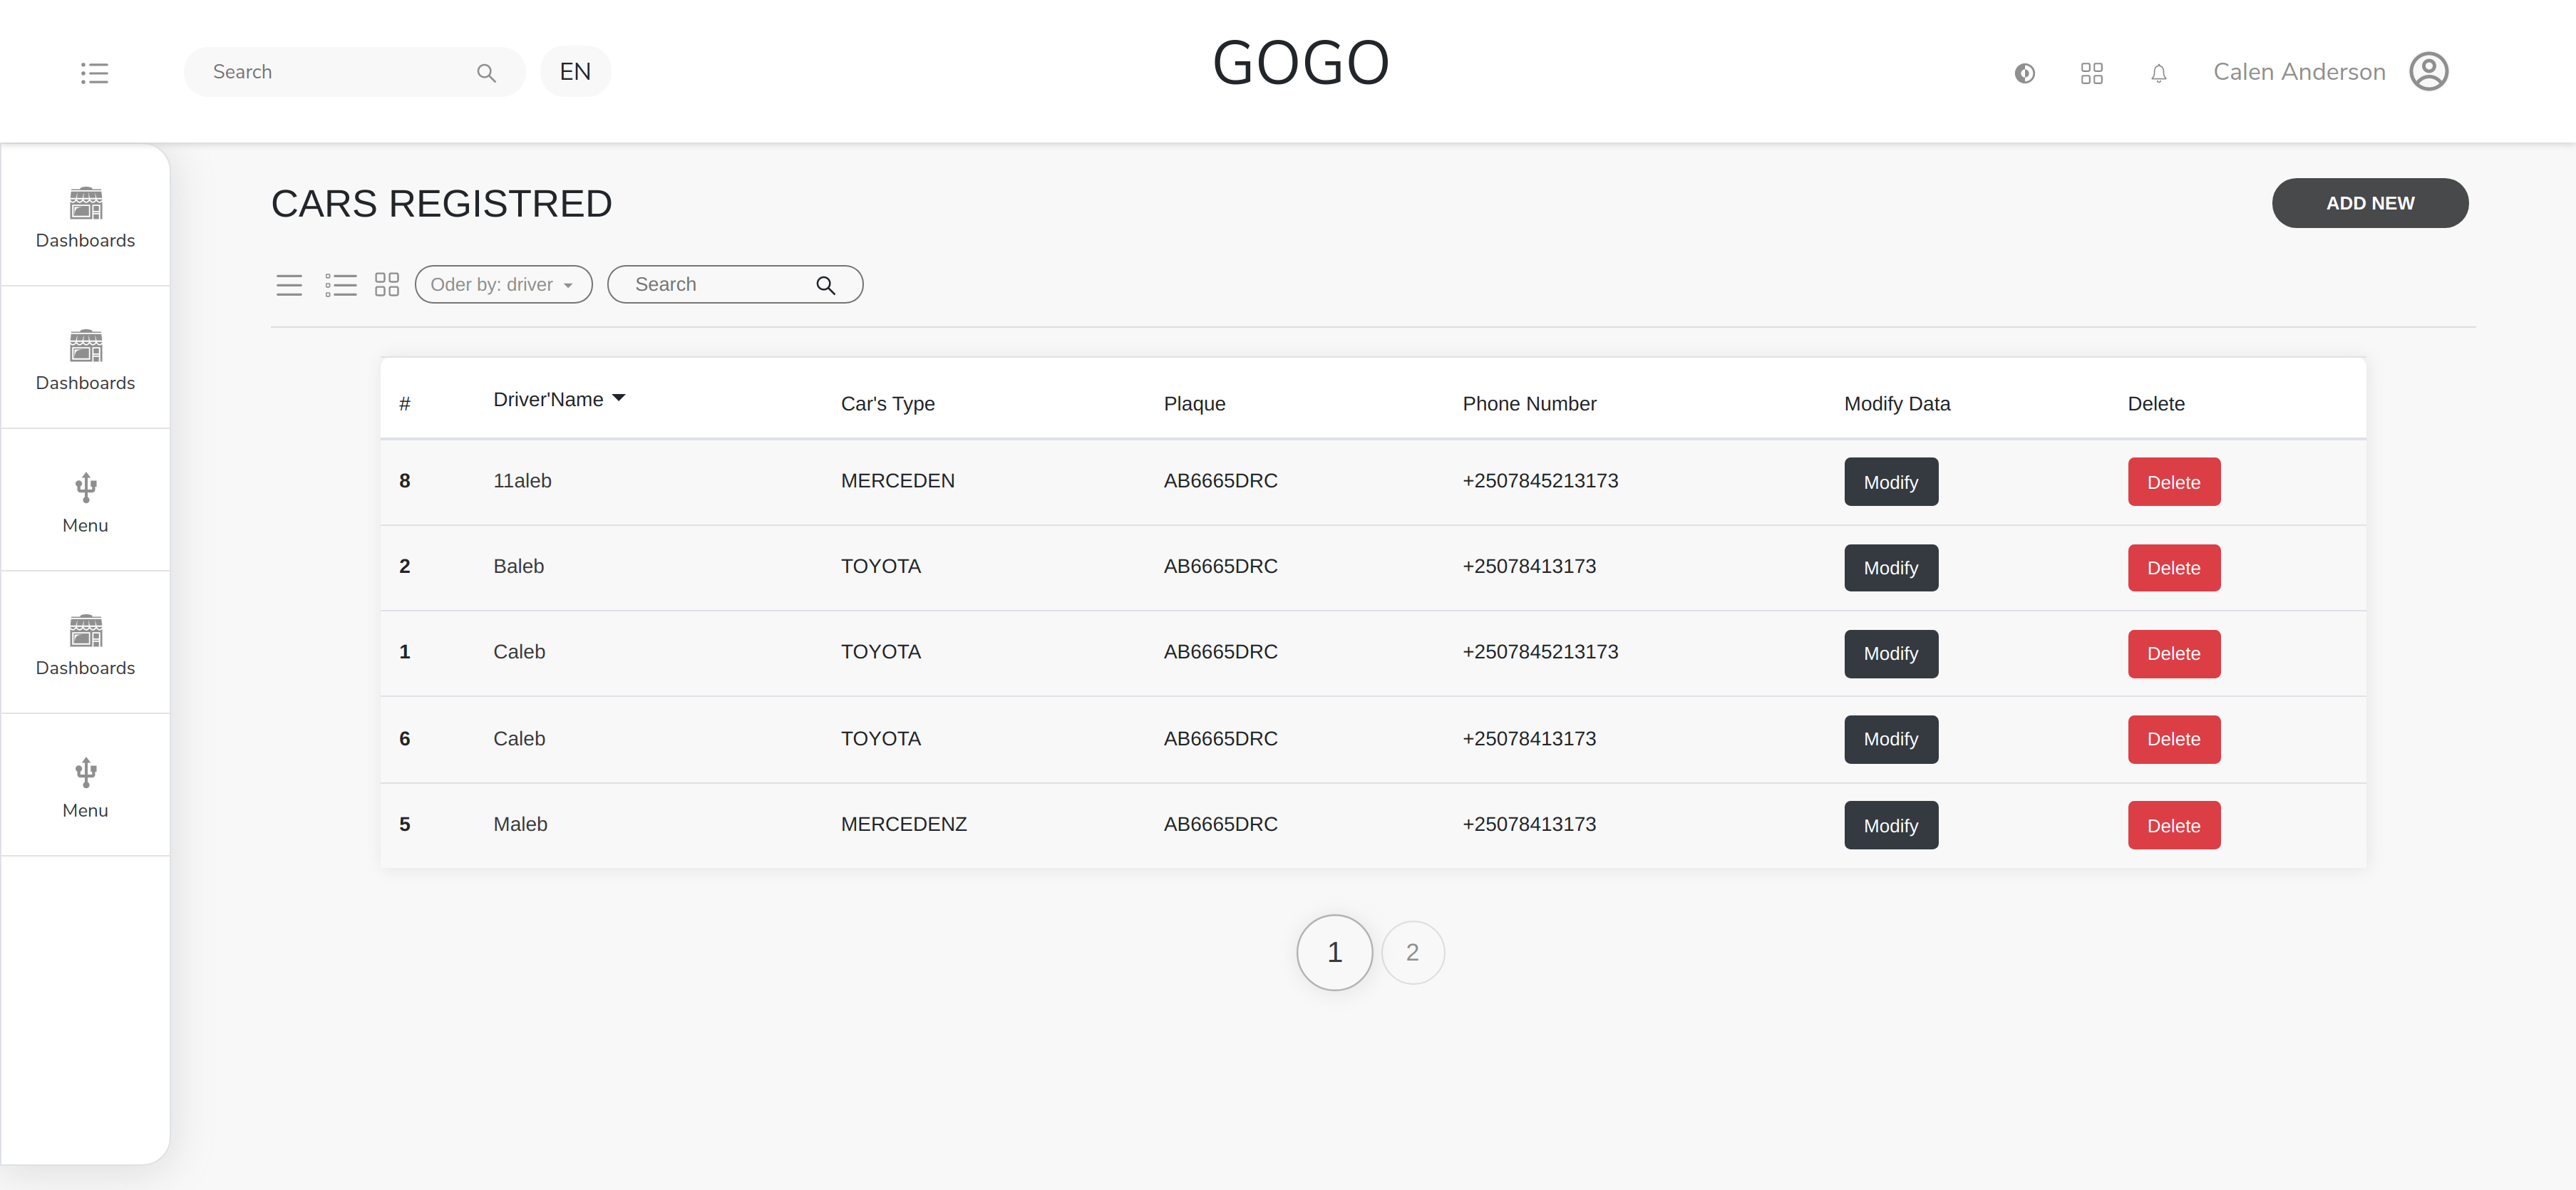 Search
EN
GOGO
Calen Anderson
Dashboards
Dashboards
Menu
Dashboards
Menu
CARS REGISTRED
ADD NEW
Oder by: driver
Search
# Driver'Name Car's Type Plaque Phone Number Modify Data Delete
8 11aleb MERCEDEN AB6665DRC +2507845213173 Modify Delete
2 Baleb TOYOTA AB6665DRC +25078413173 Modify Delete
1 Caleb TOYOTA AB6665DRC +2507845213173 Modify Delete
6 Caleb TOYOTA AB6665DRC +25078413173 Modify Delete
5 Maleb MERCEDENZ AB6665DRC +25078413173 Modify Delete
1 2